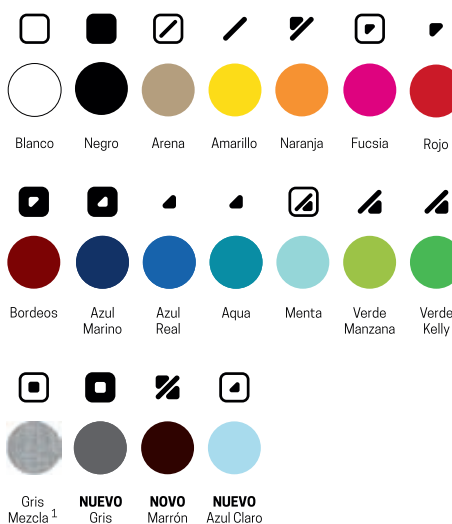 Blanco Negro Arena Amarillo Naranja Fucsia Rojo
Bordeos Azul Azul Aqua Menta Verde Verde
Marino Real Manzana Kelly
Gris NUEVO NOVO NUEVO
Mezcla 1 Gris Marrón Azul Claro